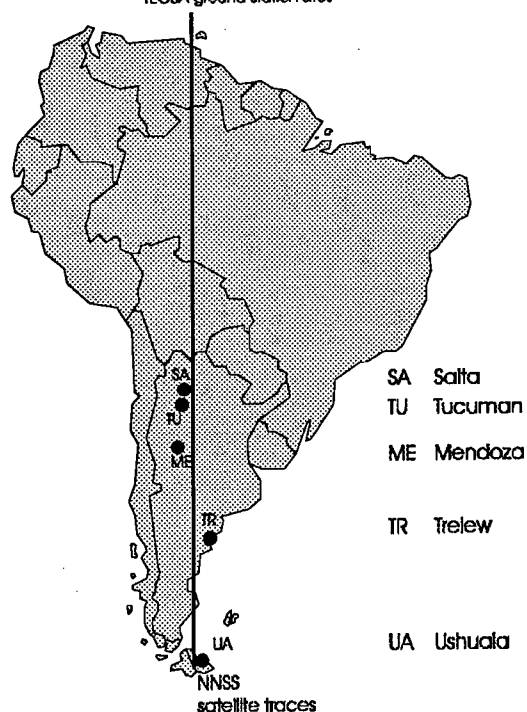 SA
TU
ME
TR
UA
NNSS
satellite traces
SA Salta
TU Tucuman
ME Mendoza
TR Trelew
UA Ushuaia